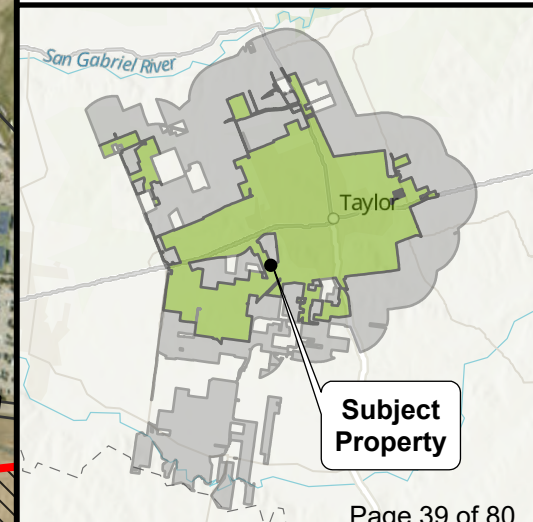 San Gabriel River
Taylor
Subject
Property
Page 39 of 80